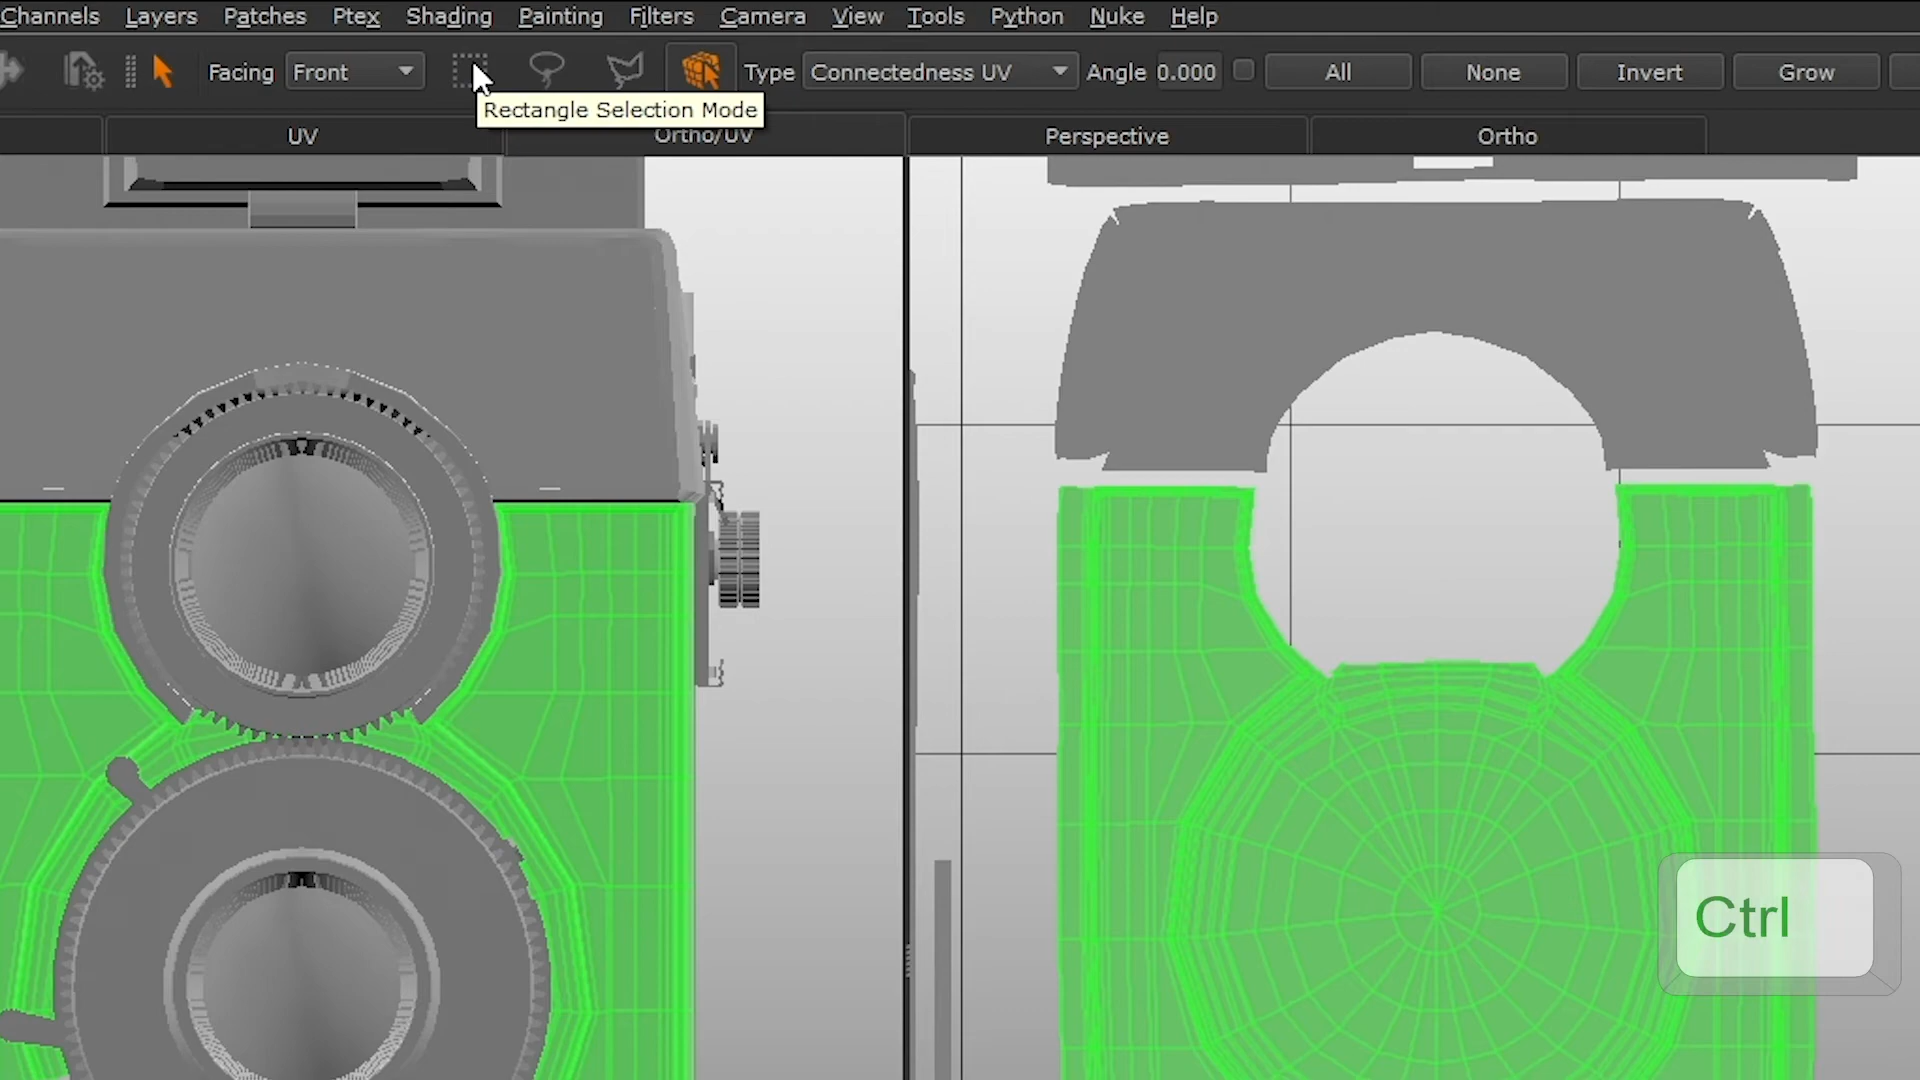 Channels Layers Patches Ptex Shading Painting Filters Camera View Tools Python Nuke Help
Facing Front Type Connectedness UV Angle 0.000 All None Invert Grow
Rectangle Selection Mode
UV Ortho/UV Perspective Ortho
Ctrl